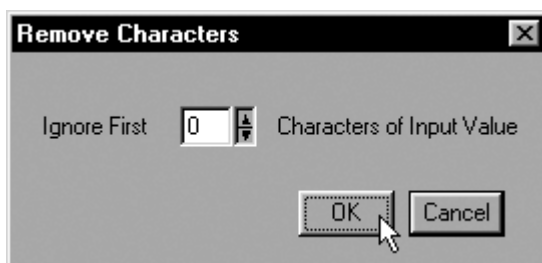 Remove Characters
Ignore First 0 Characters of Input Value
OK Cancel